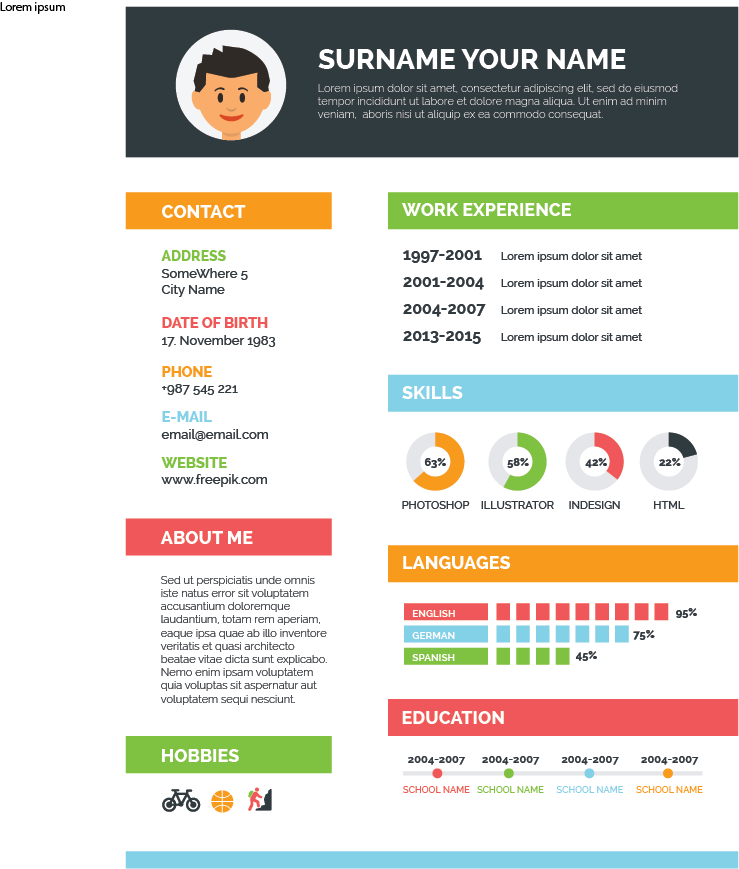 Lorem ipsum
SURNAME YOUR NAME
Lorem ipsum dolor sit amet, consectetur adipiscing elit, sed do eiusmod
tempor incididunt ut labore et dolore magna aliqua. Ut enim ad minim
veniam, aboris nisi ut aliquip ex ea commodo consequat.
CONTACT
ADDRESS
SomeWhere 5
City Name
DATE OF BIRTH
17. November 1983
PHONE
+987 545 221
E-MAIL
email@email.com
WEBSITE
www.freepik.com
ABOUT ME
Sed ut perspiciatis unde omnis
iste natus error sit voluptatem
accusantium doloremque
laudantium, totam rem aperiam,
eaque ipsa quae ab illo inventore
veritatis et quasi architecto
beatae vitae dicta sunt explicabo.
Nemo enim ipsam voluptatem
quia voluptas sit aspernatur aut
voluptatem sequi nesciunt.
HOBBIES
WORK EXPERIENCE
1997-2001 Lorem ipsum dolor sit amet
2001-2004 Lorem ipsum dolor sit amet
2004-2007 Lorem ipsum dolor sit amet
2013-2015 Lorem ipsum dolor sit amet
SKILLS
63% 58% 42% 22%
PHOTOSHOP ILLUSTRATOR INDESIGN HTML
LANGUAGES
ENGLISH 95%
GERMAN 75%
SPANISH 45%
EDUCATION
2004-2007 2004-2007 2004-2007 2004-2007
SCHOOL NAME SCHOOL NAME SCHOOL NAME SCHOOL NAME